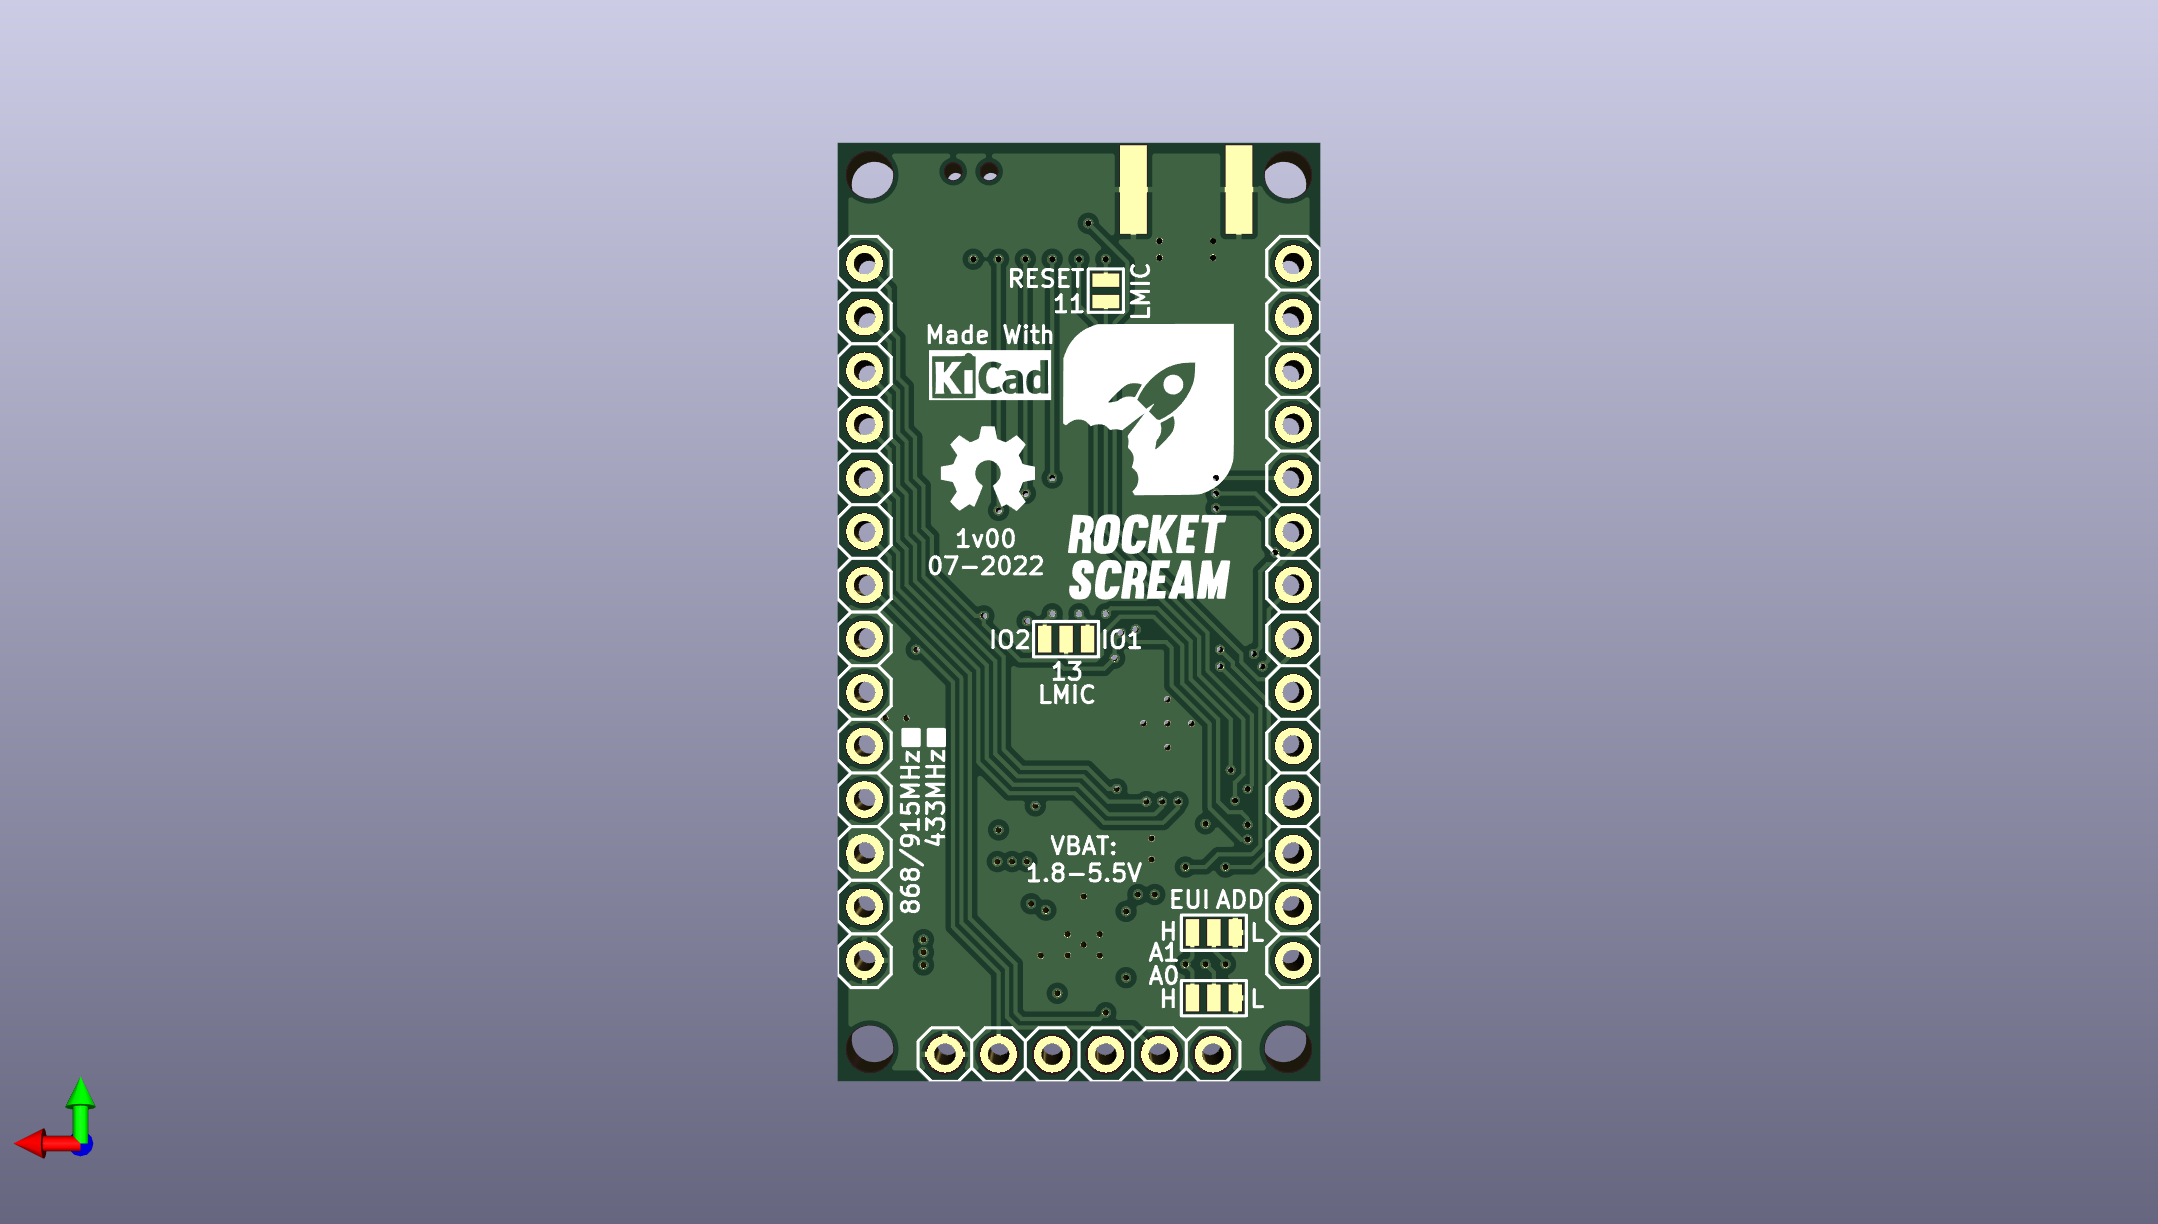 RESET
11
LMIC
Made With
KiCad
1v00
07-2022
ROCKET
SCREAM
IO2
IO1
13
LMIC
868/915MHz
433MHz
VBAT:
1.8-5.5V
EUI ADD
H L
A1
A0
H L